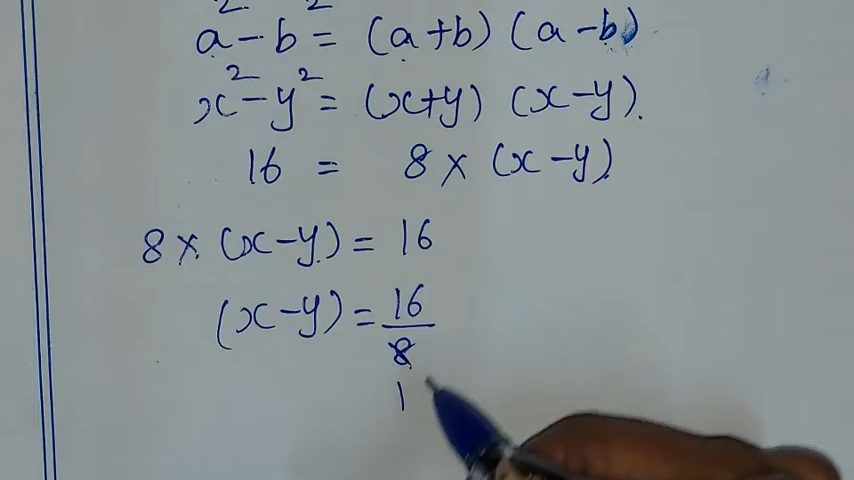 a² - b² = (a + b) (a - b)
x² - y² = (x+y) (x - y).
16 = 8 × (x - y).
8 × (x - y) = 16
(x - y) = 16
8
1